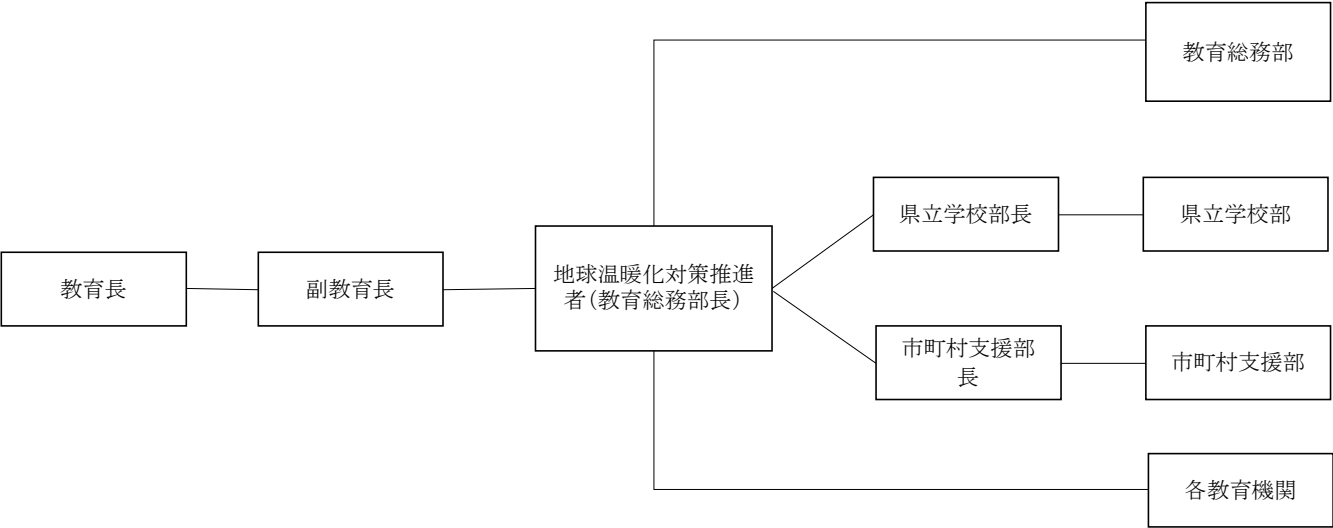 教育総務部
県立学校部長
県立学校部
教育長
副教育長
地球温暖化対策推進
者(教育総務部長)
市町村支援部
長
市町村支援部
各教育機関